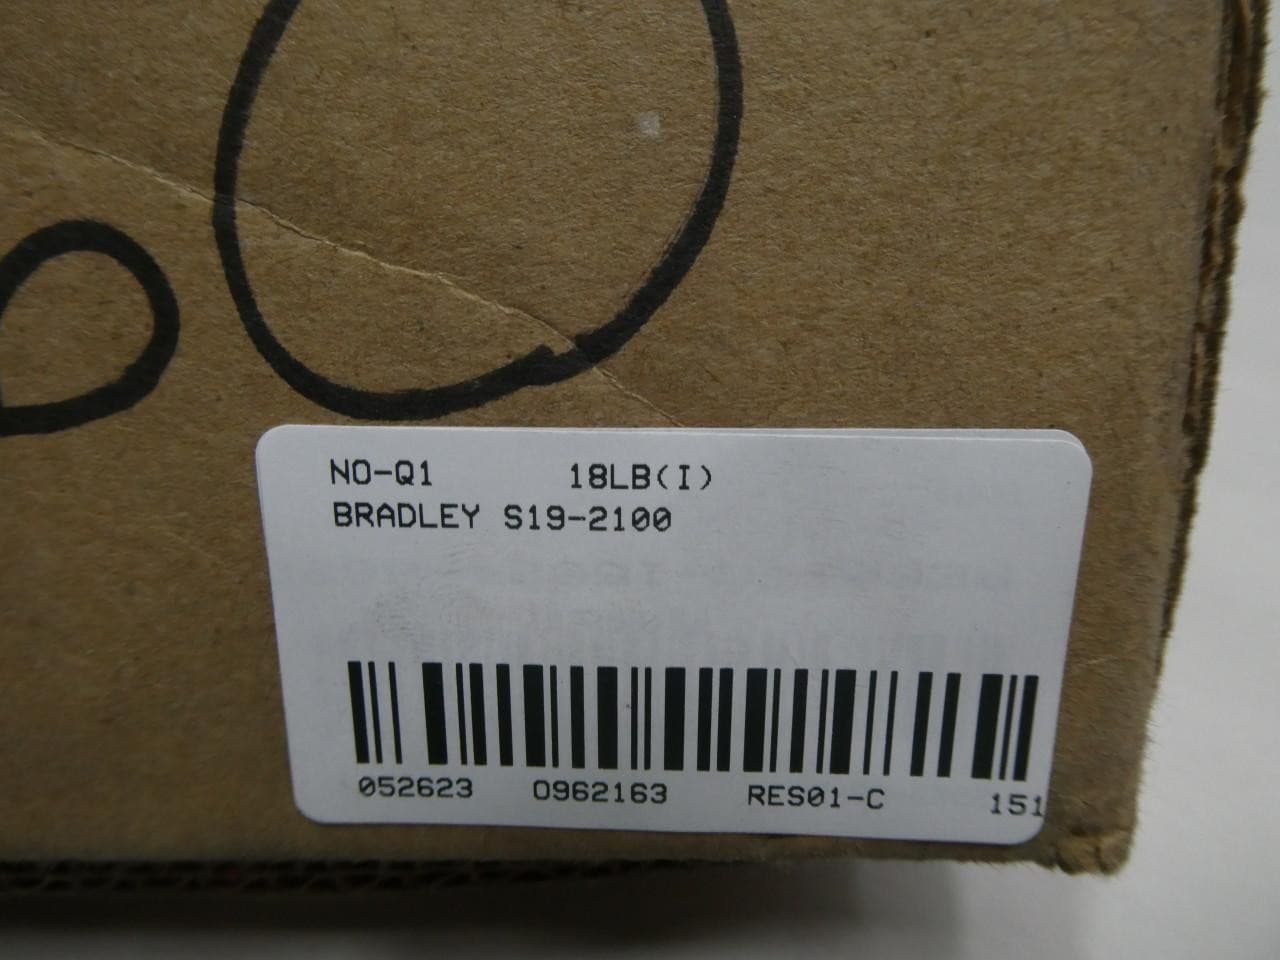 NO-Q1 18LB(I)
BRADLEY S19-2100
052623 0962163 RES01-C 151